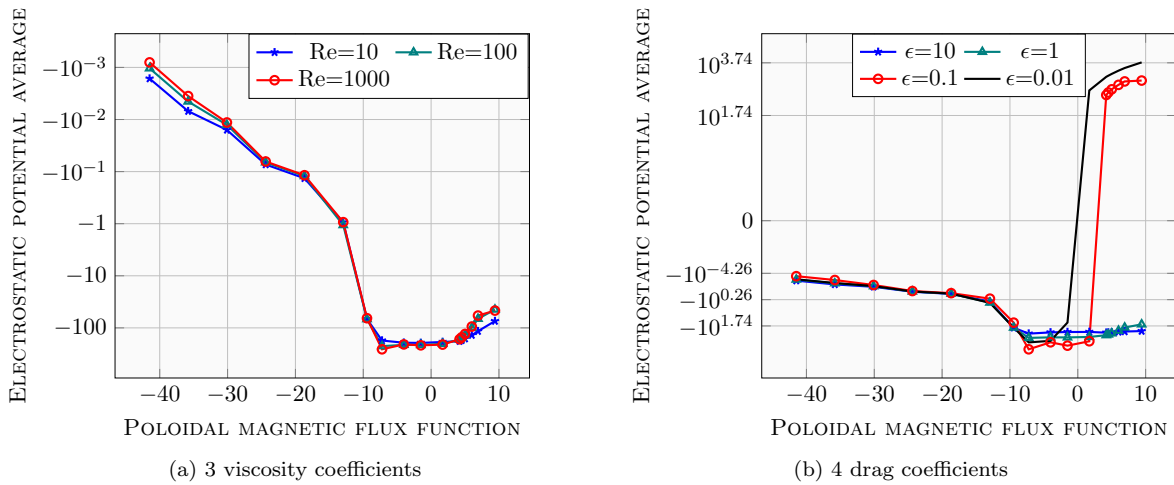 Electrostatic potential average
−10^−3
−10^−2
−10^−1
−1
−10
−100
Re=10 Re=100
Re=1000
−40 −30 −20 −10 0 10
Poloidal magnetic flux function
(a) 3 viscosity coefficients
Electrostatic potential average
10^3.74
10^1.74
0
−10^−4.26
−10^0.26
−10^1.74
ϵ=10 ϵ=1
ϵ=0.1 ϵ=0.01
−40 −30 −20 −10 0 10
Poloidal magnetic flux function
(b) 4 drag coefficients